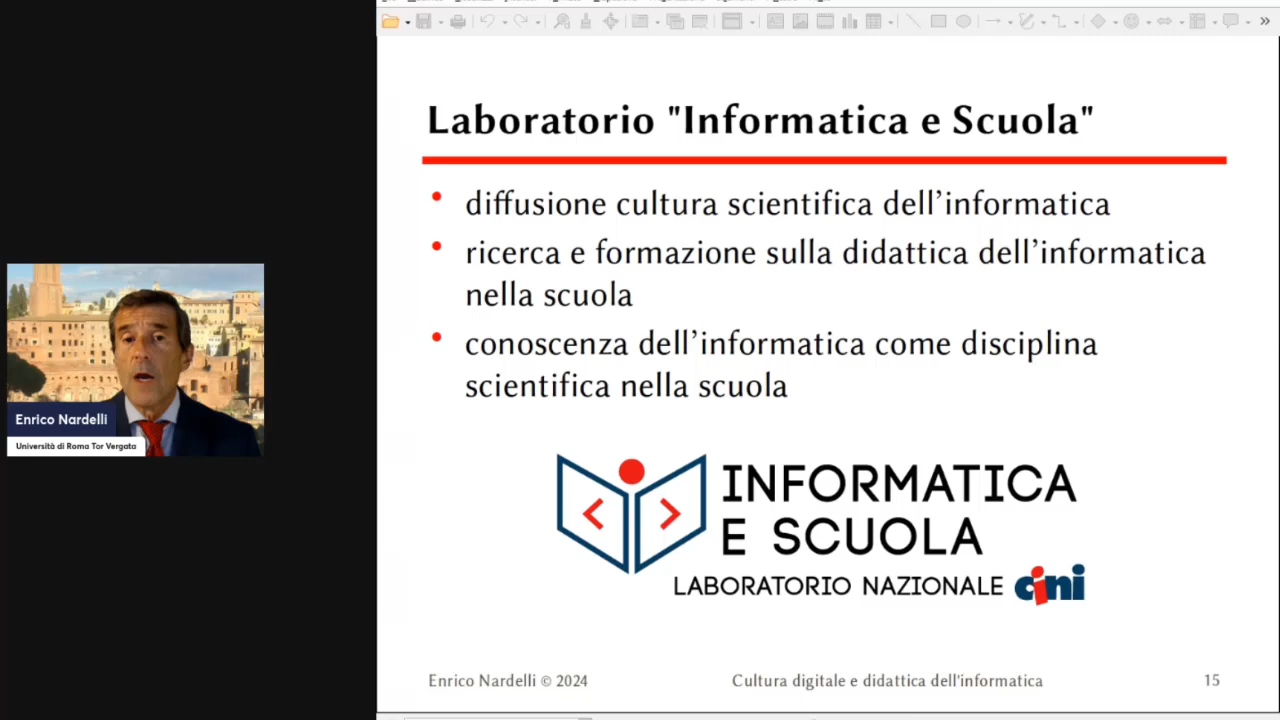 Laboratorio "Informatica e Scuola"
• diffusione cultura scientifica dell’informatica
• ricerca e formazione sulla didattica dell’informatica
nella scuola
• conoscenza dell’informatica come disciplina
scientifica nella scuola
INFORMATICA
E SCUOLA
LABORATORIO NAZIONALE cini
Enrico Nardelli © 2024 Cultura digitale e didattica dell'informatica 15
Enrico Nardelli
Università di Roma Tor Vergata